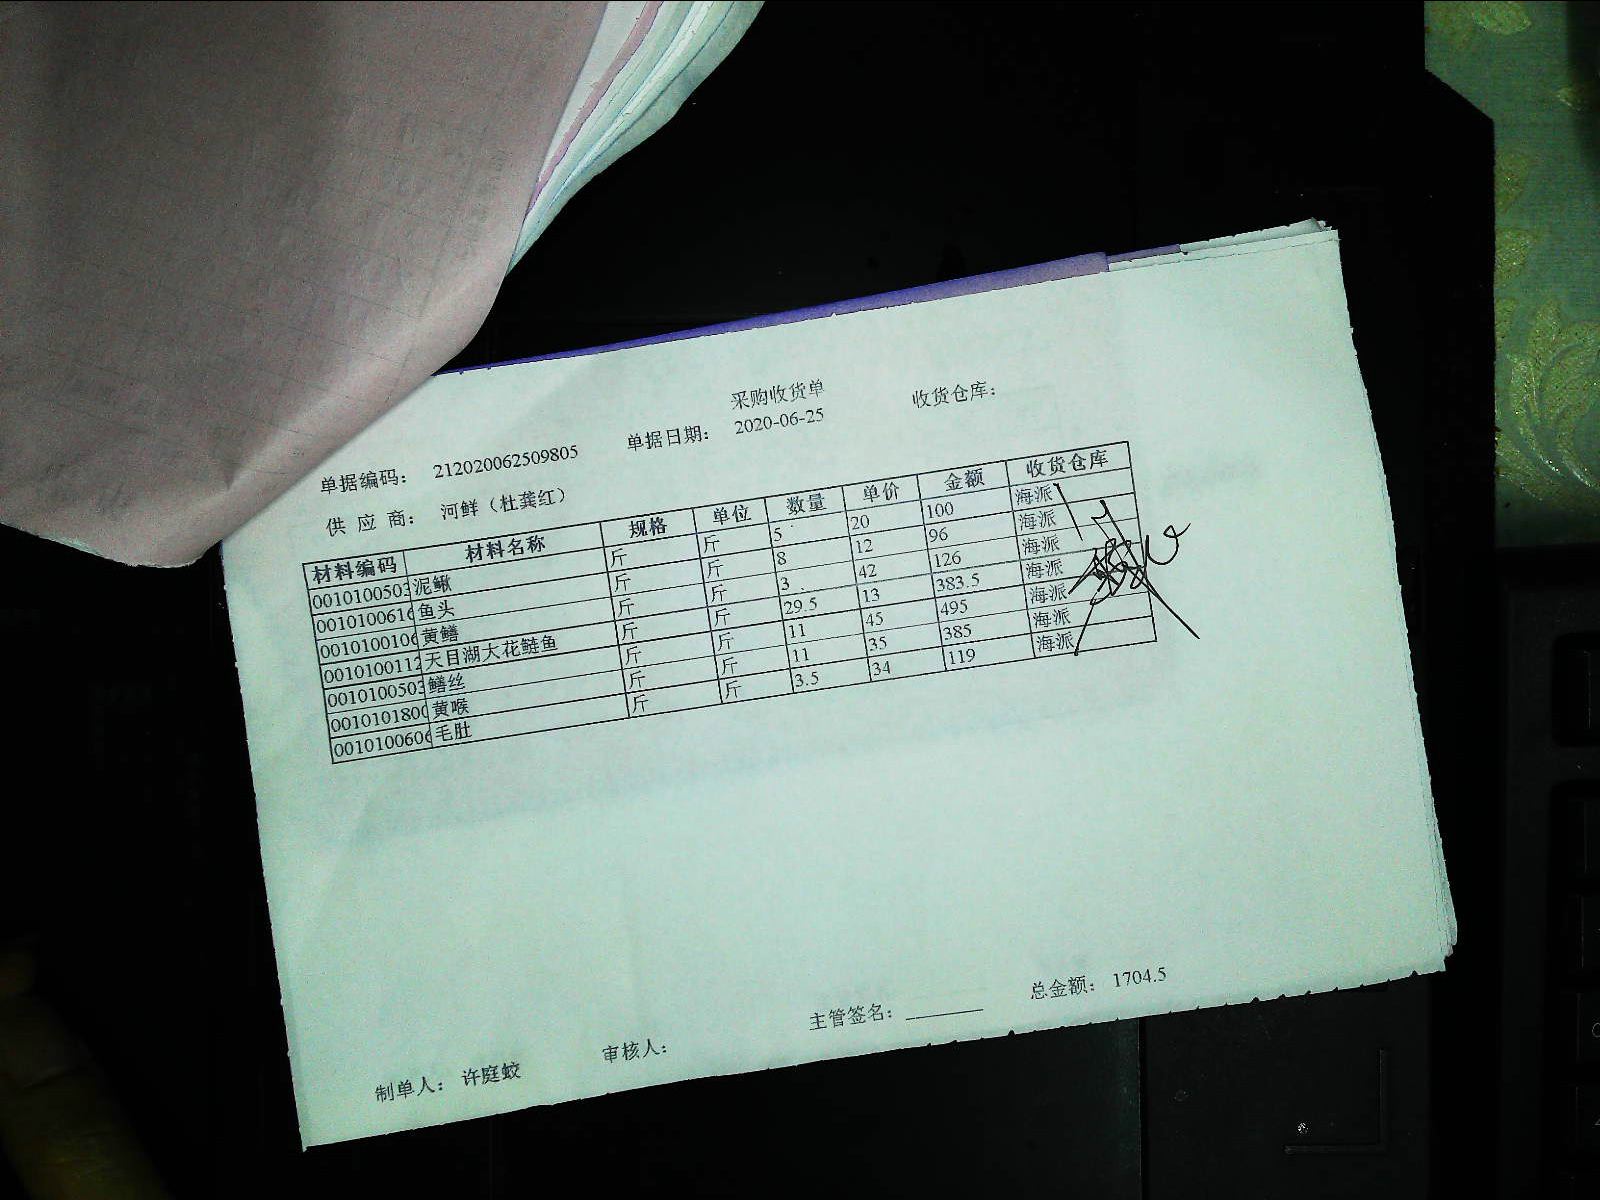 采购收货单
单据编码： 212020062509805 单据日期： 2020-06-25 收货仓库：
供 应 商： 河鲜（杜龚红）
材料编码 材料名称 规格 单位 数量 单价 金额 收货仓库
001010050 泥鳅 斤 斤 5 20 100 海派
001010061 鱼头 斤 斤 8 12 96 海派
001010010 黄鳝 斤 斤 3 42 126 海派
001010011 天目湖大花鲢鱼 斤 斤 29.5 13 383.5 海派
001010050 鳝丝 斤 斤 11 45 495 海派
001010180 黄喉 斤 斤 11 35 385 海派
001010060 毛肚 斤 斤 3.5 34 119 海派
制单人： 许庭蛟 审核人： 主管签名： 总金额： 1704.5